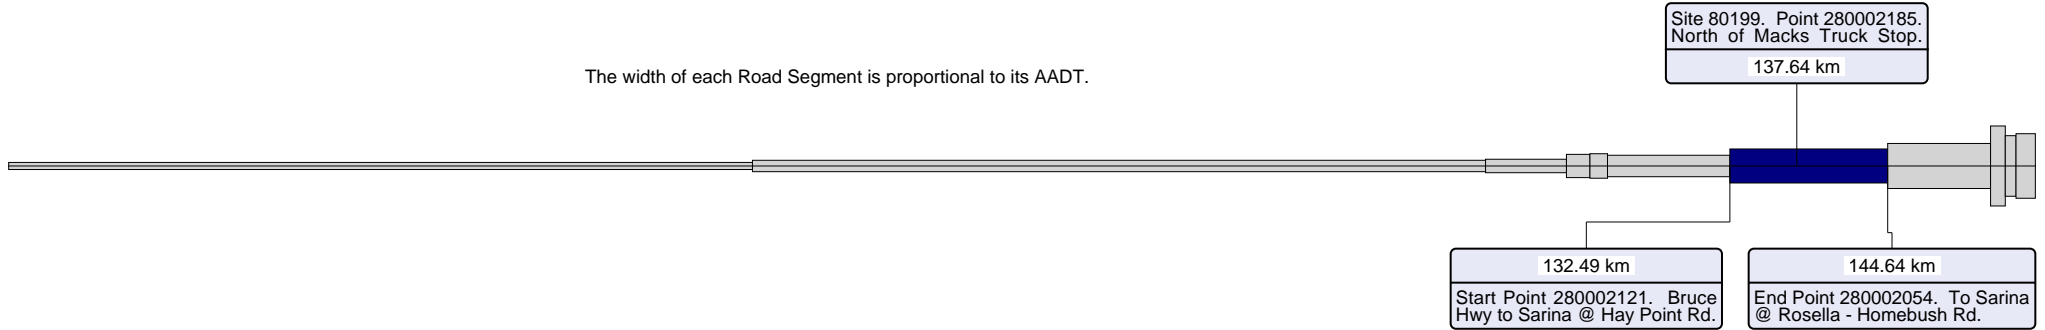 Site 80199. Point 280002185.
North of Macks Truck Stop.
137.64 km
The width of each Road Segment is proportional to its AADT.
132.49 km
Start Point 280002121. Bruce
Hwy to Sarina @ Hay Point Rd.
144.64 km
End Point 280002054. To Sarina
@ Rosella - Homebush Rd.